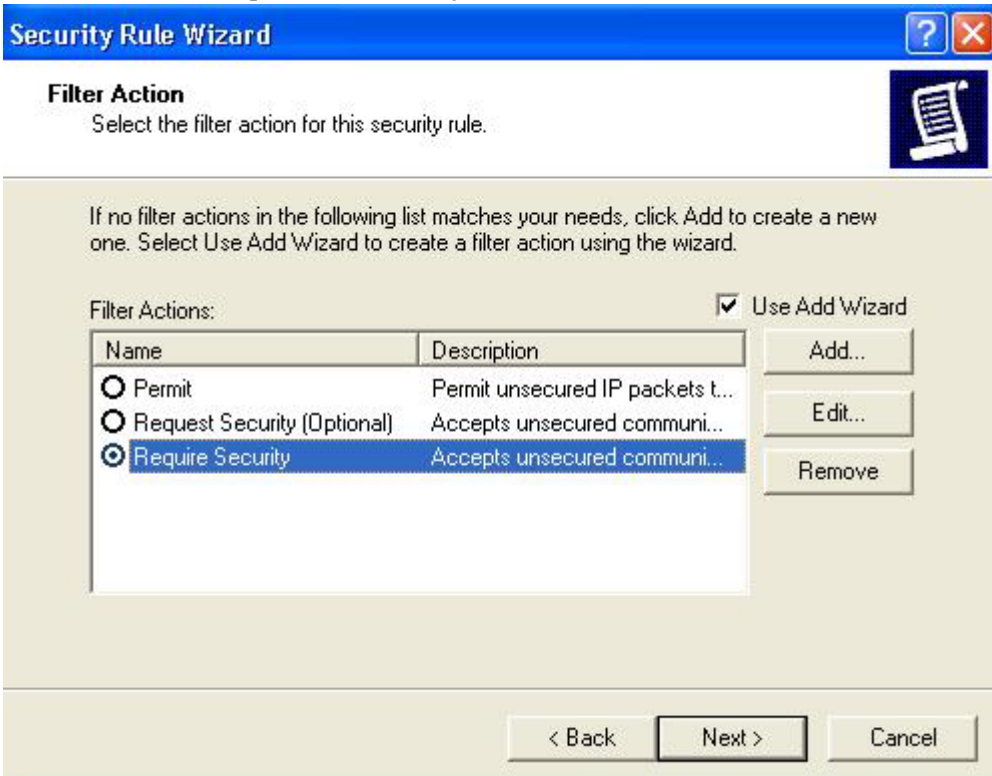 Security Rule Wizard
Filter Action
Select the filter action for this security rule.
If no filter actions in the following list matches your needs, click Add to create a new
one. Select Use Add Wizard to create a filter action using the wizard.
Filter Actions:
Use Add Wizard
Name Description
Add...
Permit Permit unsecured IP packets t...
Request Security (Optional) Accepts unsecured communi...
Edit...
Require Security Accepts unsecured communi...
Remove
< Back Next > Cancel